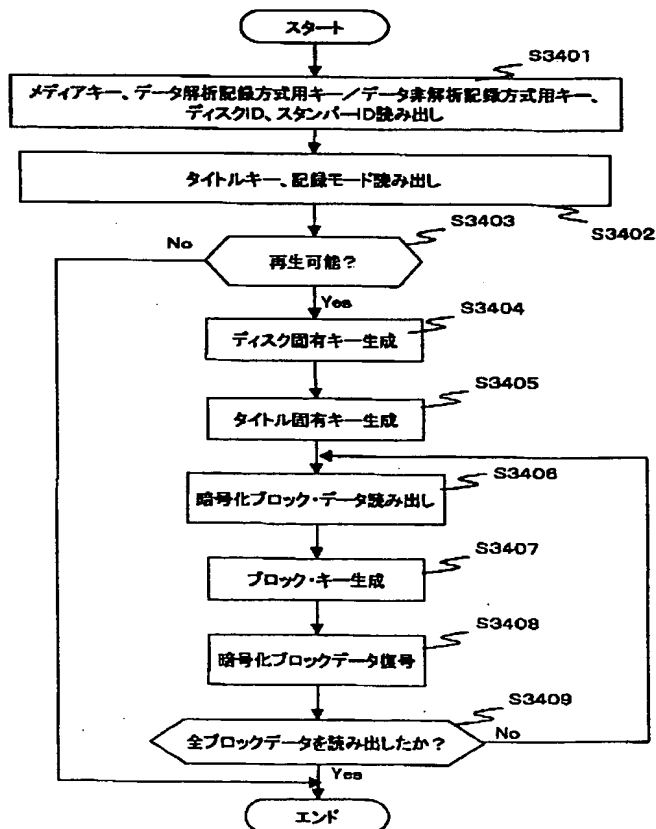 スタート
S3401
メディアキー、データ解析記録方式用キー/データ非解析記録方式用キー、
ディスクID、スタンパーID読み出し
タイトルキー、記録モード読み出し
S3402
S3403
No
再生可能?
Yes
S3404
ディスク固有キー生成
S3405
タイトル固有キー生成
S3406
暗号化ブロック・データ読み出し
S3407
ブロック・キー生成
S3408
暗号化ブロックデータ復号
S3409
全ブロックデータを読み出したか?
No
Yes
エンド